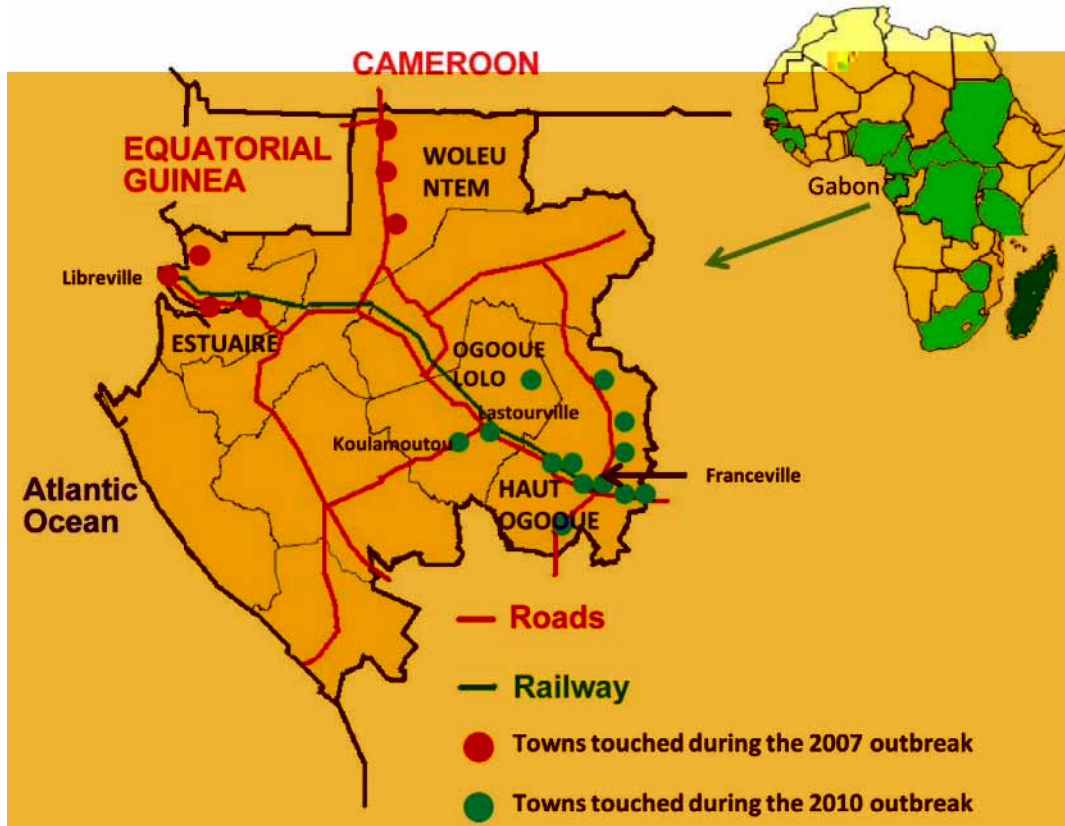 CAMEROON
EQUATORIAL
GUINEA
WOLEU
NTEM
Gabon
Libreville
ESTUAIRE
OGOOUE
LOLO
Lastourville
Koulamoutou
Franceville
HAUT
OGOOUE
Atlantic
Ocean
Roads
Railway
Towns touched during the 2007 outbreak
Towns touched during the 2010 outbreak